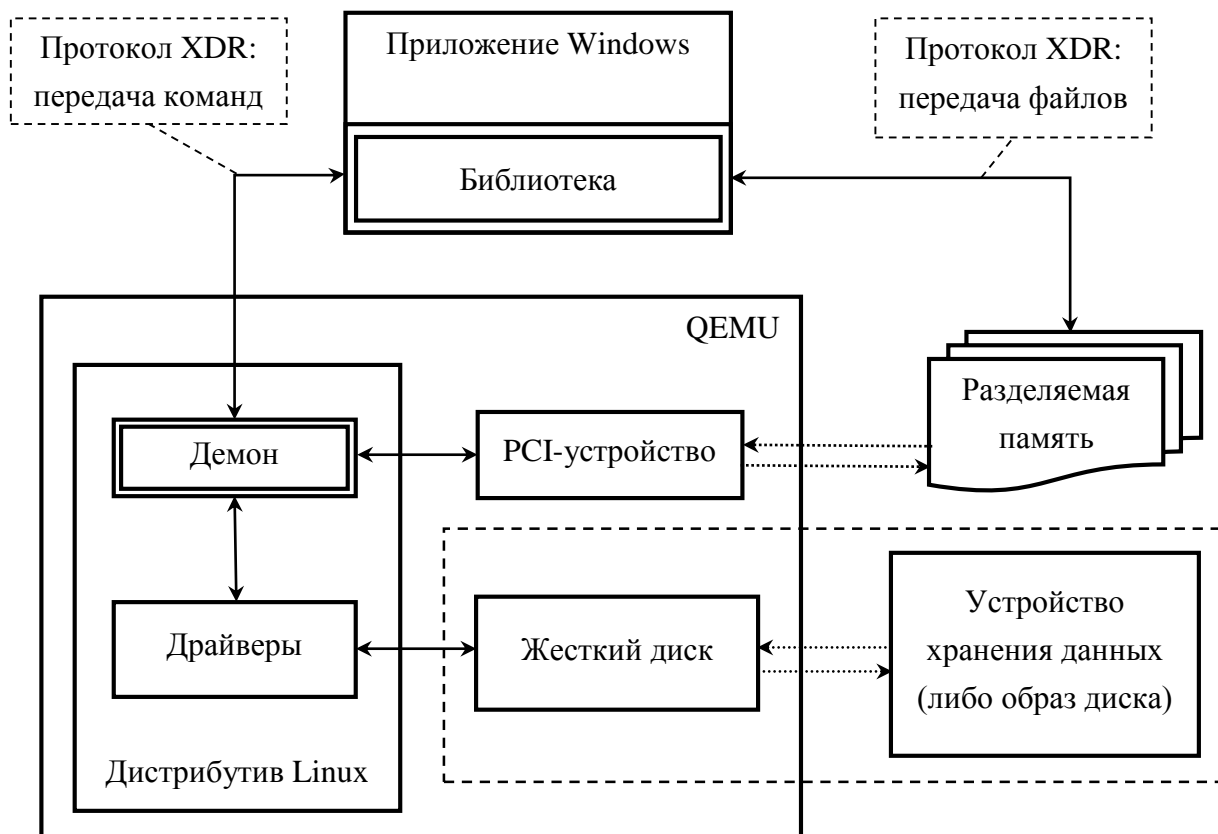 Протокол XDR:
передача команд
Приложение Windows
Протокол XDR:
передача файлов
Библиотека
QEMU
Демон
PCI-устройство
Разделяемая
память
Драйверы
Жесткий диск
Устройство
хранения данных
(либо образ диска)
Дистрибутив Linux